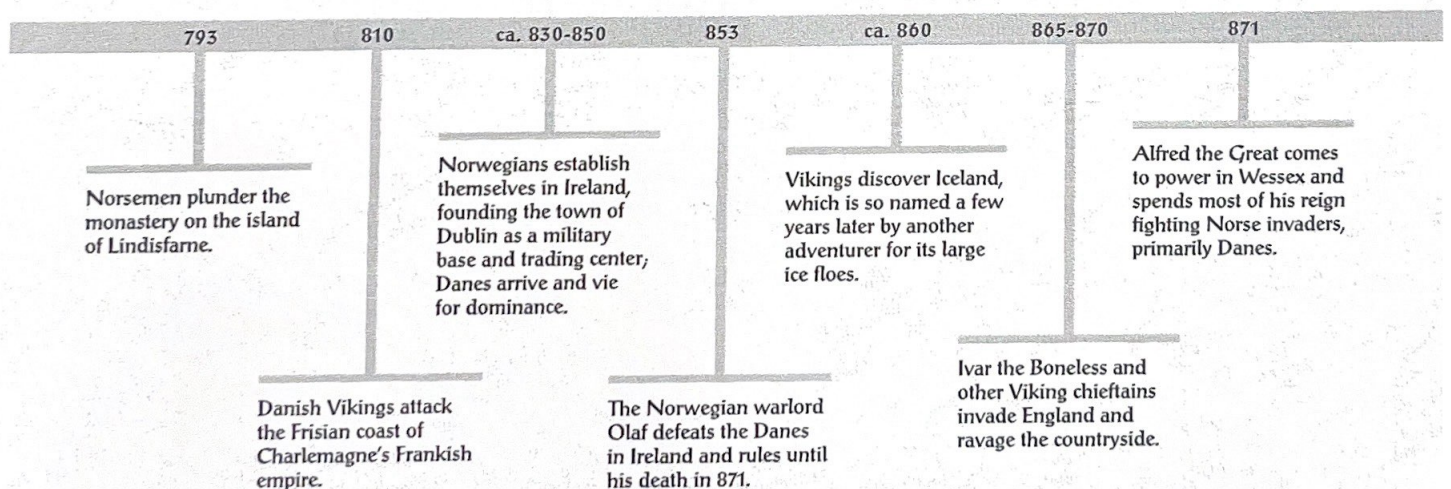 793
810
ca. 830-850
853
ca. 860
865-870
871
Norsemen plunder the
monastery on the island
of Lindisfarne.
Danish Vikings attack
the Frisian coast of
Charlemagne's Frankish
empire.
Norwegians establish
themselves in Ireland,
founding the town of
Dublin as a military
base and trading center;
Danes arrive and vie
for dominance.
The Norwegian warlord
Olaf defeats the Danes
in Ireland and rules until
his death in 871.
Vikings discover Iceland,
which is so named a few
years later by another
adventurer for its large
ice floes.
Ivar the Boneless and
other Viking chieftains
invade England and
ravage the countryside.
Alfred the Great comes
to power in Wessex and
spends most of his reign
fighting Norse invaders,
primarily Danes.